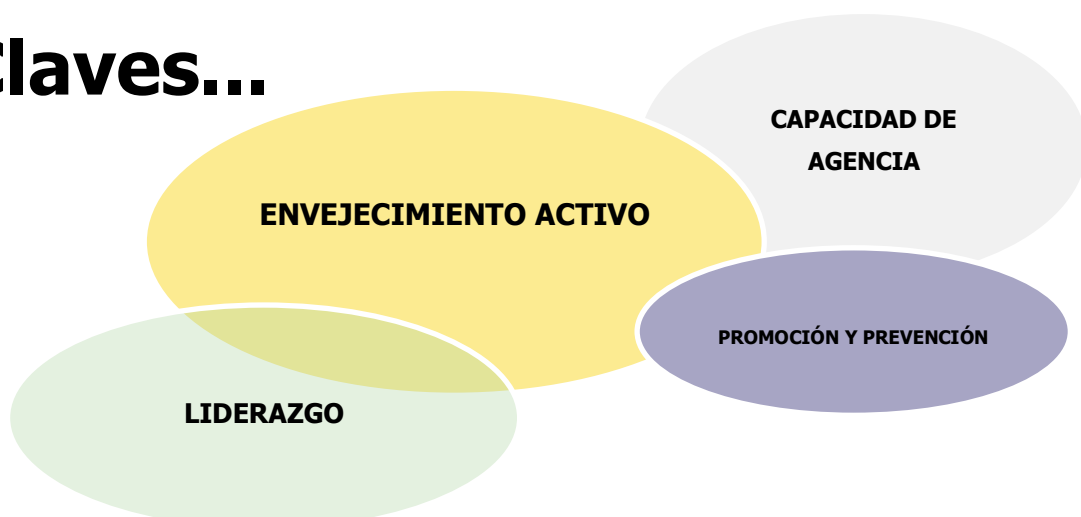 Claves...
CAPACIDAD DE
AGENCIA
ENVEJECIMIENTO ACTIVO
PROMOCIÓN Y PREVENCIÓN
LIDERAZGO